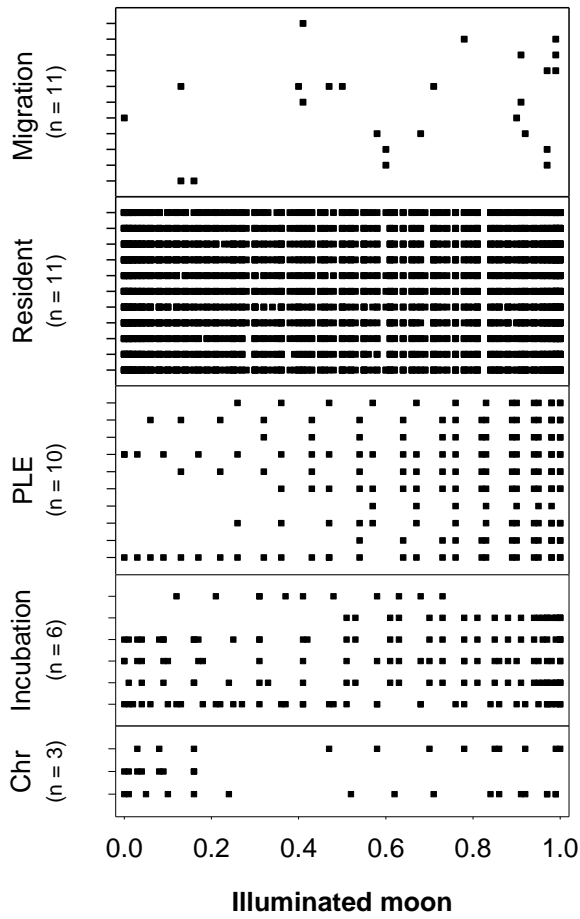 Migration
(n = 11)
Resident
(n = 11)
PLE
(n = 10)
Incubation
(n = 6)
Chr
(n = 3)
0.0 0.2 0.4 0.6 0.8 1.0
Illuminated moon